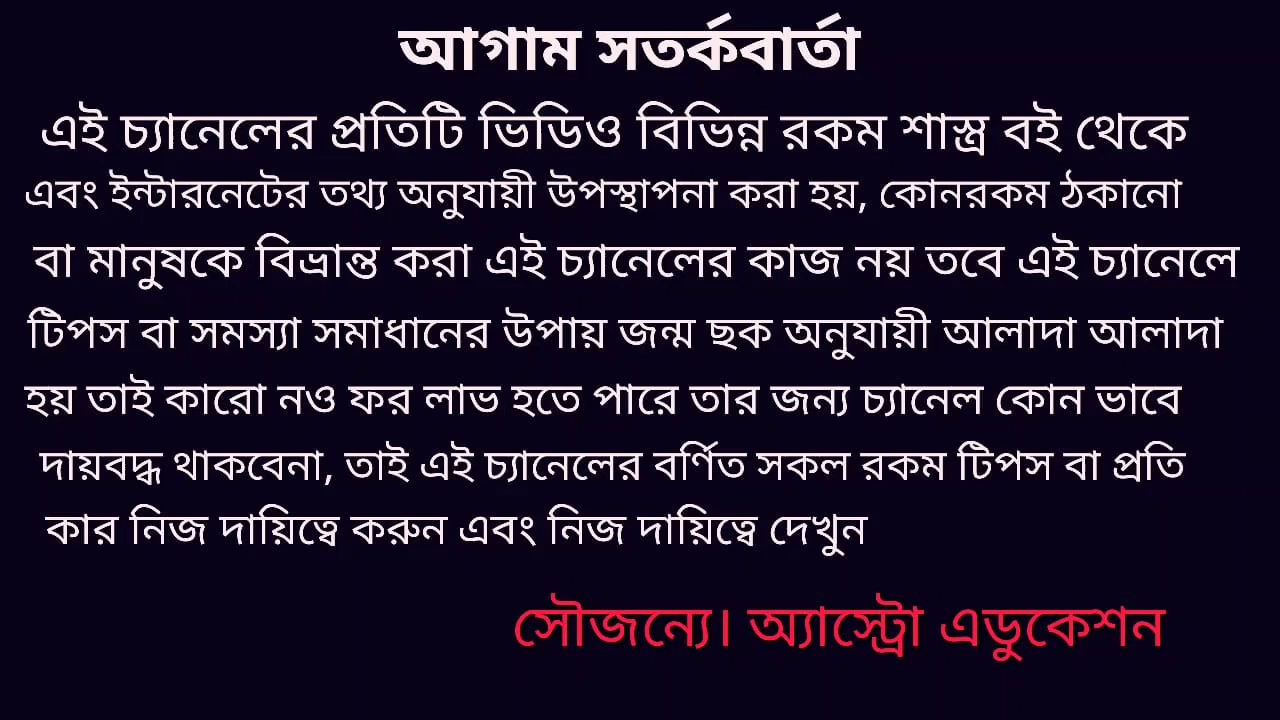 আগাম সতর্কবার্তা
এই চ্যানেলের প্রতিটি ভিডিও বিভিন্ন রকম শাস্ত্র বই থেকে
এবং ইন্টারনেটের তথ্য অনুযায়ী উপস্থাপনা করা হয়, কোনরকম ঠকানো
বা মানুষকে বিভ্রান্ত করা এই চ্যানেলের কাজ নয় তবে এই চ্যানেলে
টিপস বা সমস্যা সমাধানের উপায় জন্ম ছক অনুযায়ী আলাদা আলাদা
হয় তাই কারো নও ফর লাভ হতে পারে তার জন্য চ্যানেল কোন ভাবে
দায়বদ্ধ থাকবেনা, তাই এই চ্যানেলের বর্ণিত সকল রকম টিপস বা প্রতি
কার নিজ দায়িত্বে করুন এবং নিজ দায়িত্বে দেখুন
সৌজন্যে। অ্যাস্ট্রো এডুকেশন